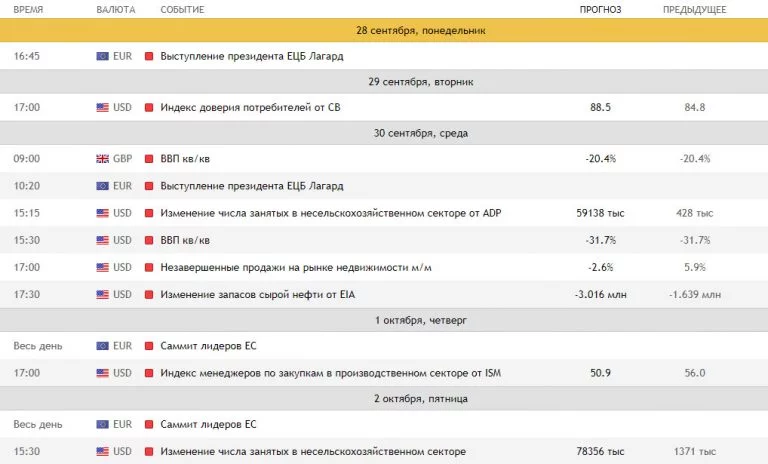 ВРЕМЯ ВАЛЮТА СОБЫТИЕ ПРОГНОЗ ПРЕДЫДУЩЕЕ
28 сентября, понедельник
16:45 EUR Выступление президента ЕЦБ Лагард
29 сентября, вторник
17:00 USD Индекс доверия потребителей от CB 88.5 84.8
30 сентября, среда
09:00 GBP ВВП кв/кв -20.4% -20.4%
10:20 EUR Выступление президента ЕЦБ Лагард
15:15 USD Изменение числа занятых в несельскохозяйственном секторе от ADP 59138 тыс 428 тыс
15:30 USD ВВП кв/кв -31.7% -31.7%
17:00 USD Незавершенные продажи на рынке недвижимости м/м -2.6% 5.9%
17:30 USD Изменение запасов сырой нефти от EIA -3.016 млн -1.639 млн
1 октября, четверг
Весь день EUR Саммит лидеров ЕС
17:00 USD Индекс менеджеров по закупкам в производственном секторе от ISM 50.9 56.0
2 октября, пятница
Весь день EUR Саммит лидеров ЕС
15:30 USD Изменение числа занятых в несельскохозяйственном секторе 78356 тыс 1371 тыс